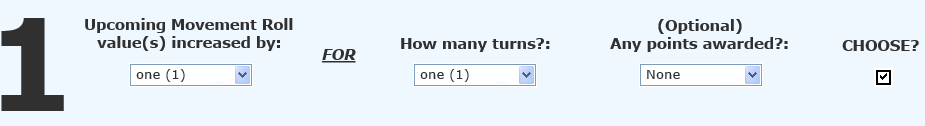 1
Upcoming Movement Roll
value(s) increased by:
one (1)
FOR
How many turns?:
one (1)
(Optional)
Any points awarded?:
None
CHOOSE?